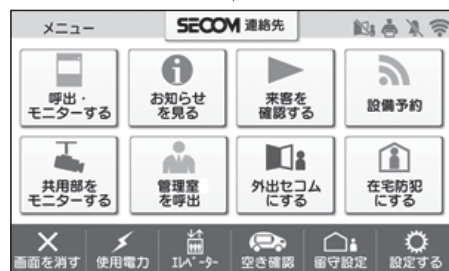 メニュー
SECOM 連絡先
呼出・
モニターする
お知らせ
を見る
来客を
確認する
設備予約
共用部を
モニターする
管理室
を呼出
外出セコム
にする
在宅防犯
にする
画面を消す
使用電力
ｴﾚﾍﾞｰﾀｰ
空き確認
留守設定
設定する